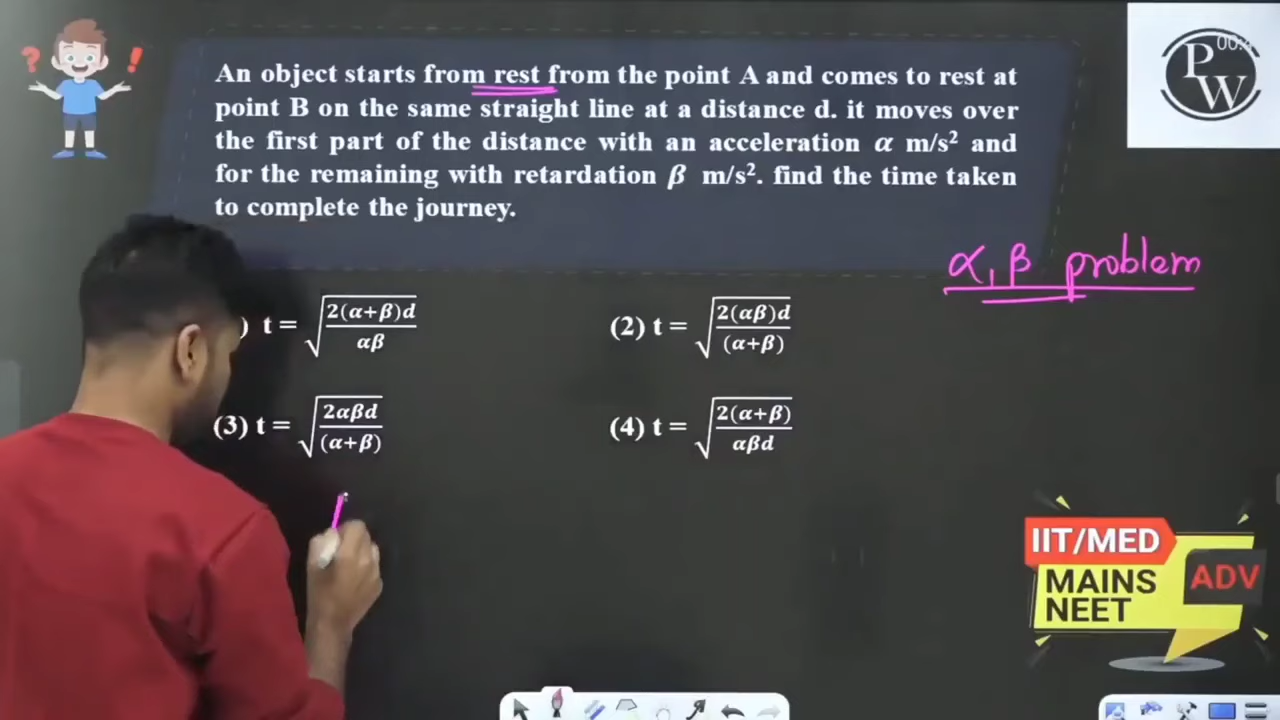 ? !
00:
P
W
An object starts from rest from the point A and comes to rest at
point B on the same straight line at a distance d. it moves over
the first part of the distance with an acceleration α m/s² and
for the remaining with retardation β m/s². find the time taken
to complete the journey.
α, β problem
) t = √(2(α+β)d/αβ)
(2) t = √(2(αβ)d/(α+β))
(3) t = √(2αβd/(α+β))
(4) t = √(2(α+β)/αβd)
IIT/MED
MAINS
NEET
ADV